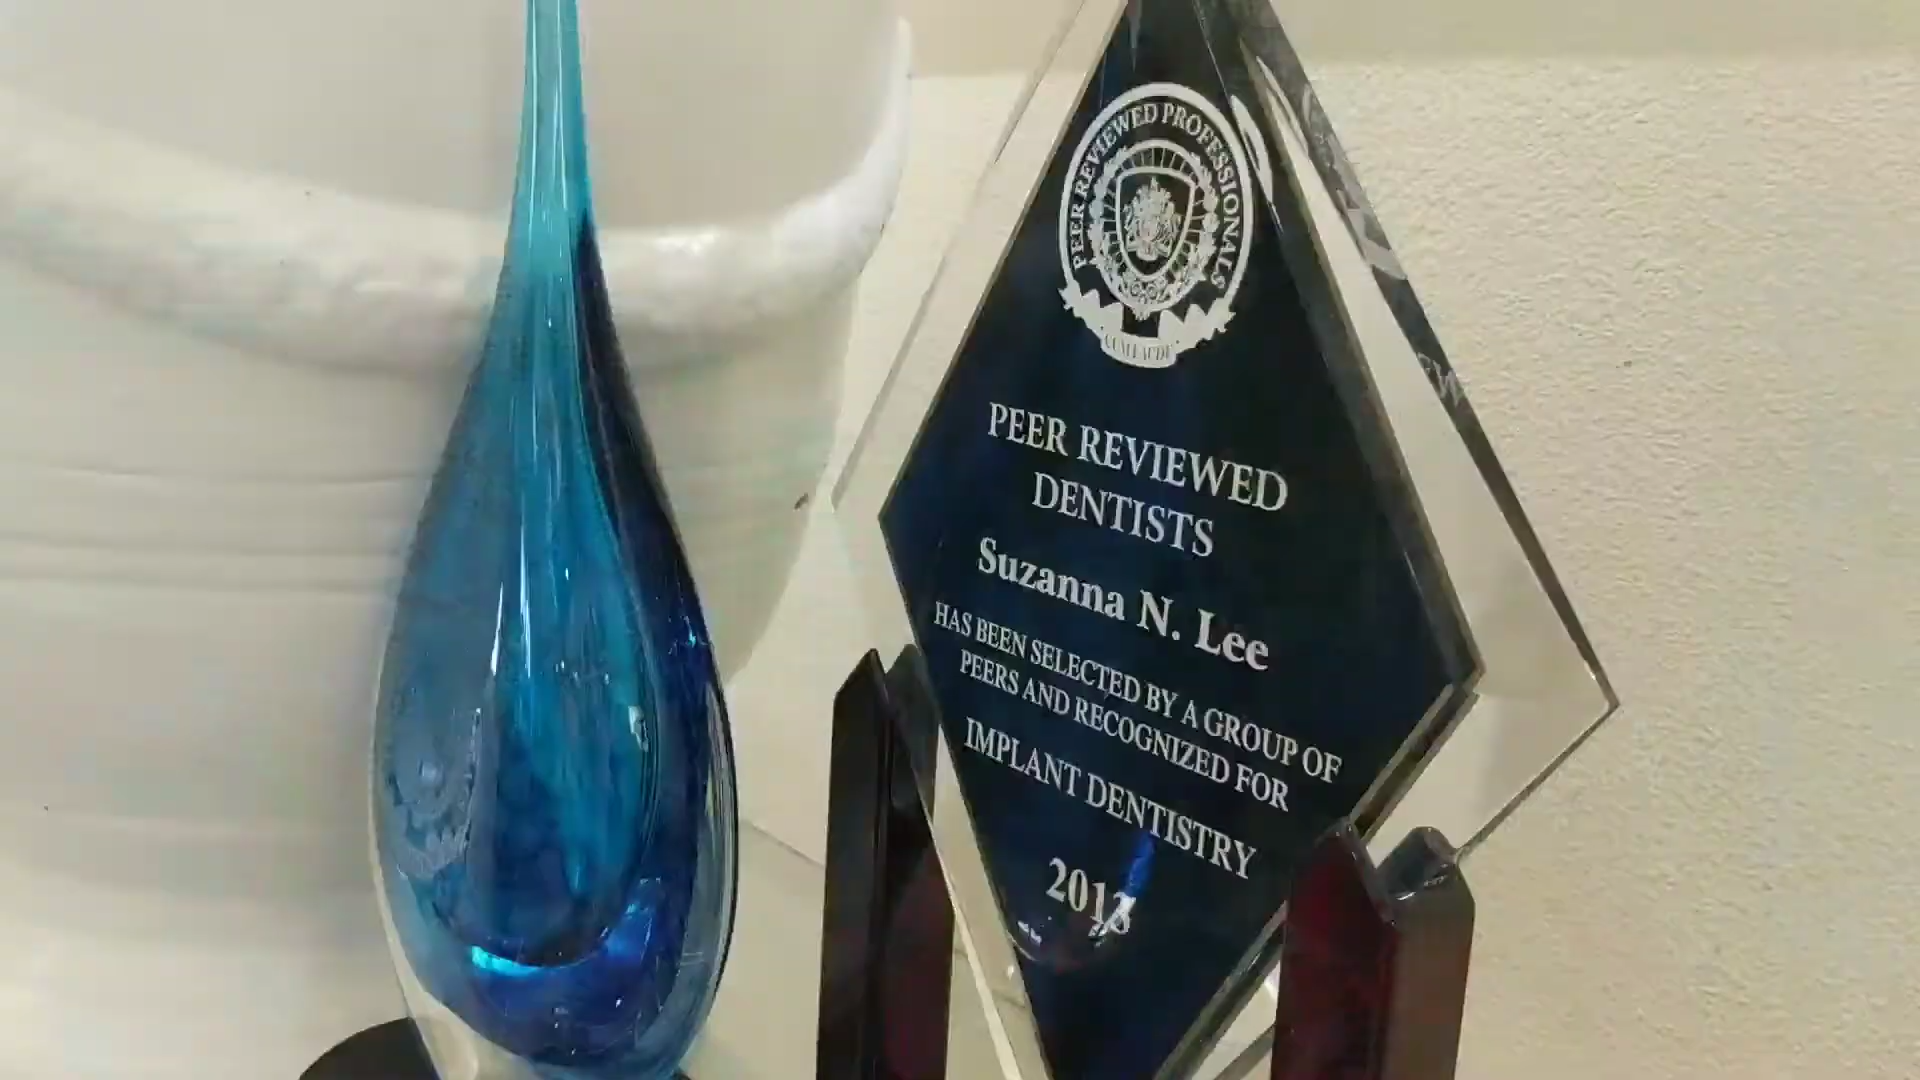 PEER REVIEWED PROFESSIONALS
PEER REVIEWED
DENTISTS
Suzanna N. Lee
HAS BEEN SELECTED BY A GROUP OF
PEERS AND RECOGNIZED FOR
IMPLANT DENTISTRY
2013